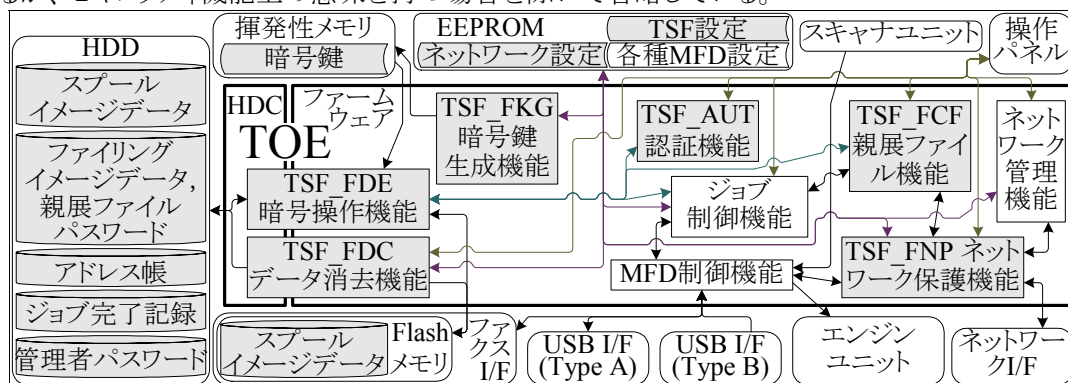 HDD
スプール
イメージデータ
ファイリング
イメージデータ,
親展ファイル
パスワード
アドレス帳
ジョブ完了記録
管理者パスワード
揮発性メモリ
暗号鍵
EEPROM
TSF設定
ネットワーク設定
各種MFD設定
スキャナユニット
操作
パネル
HDC
ファーム
ウェア
TOE
TSF_FKG
暗号鍵
生成機能
TSF_AUT
認証機能
TSF_FCF
親展ファイ
ル機能
ネット
ワーク
管理
機能
TSF_FDE
暗号操作機能
ジョブ
制御機能
TSF_FDC
データ消去機能
MFD制御機能
TSF_FNP ネット
ワーク保護機能
スプール
イメージデータ
Flash
メモリ
ファ
クス
I/F
USB I/F
(Type A)
USB I/F
(Type B)
エンジン
ユニット
ネットワー
クI/F